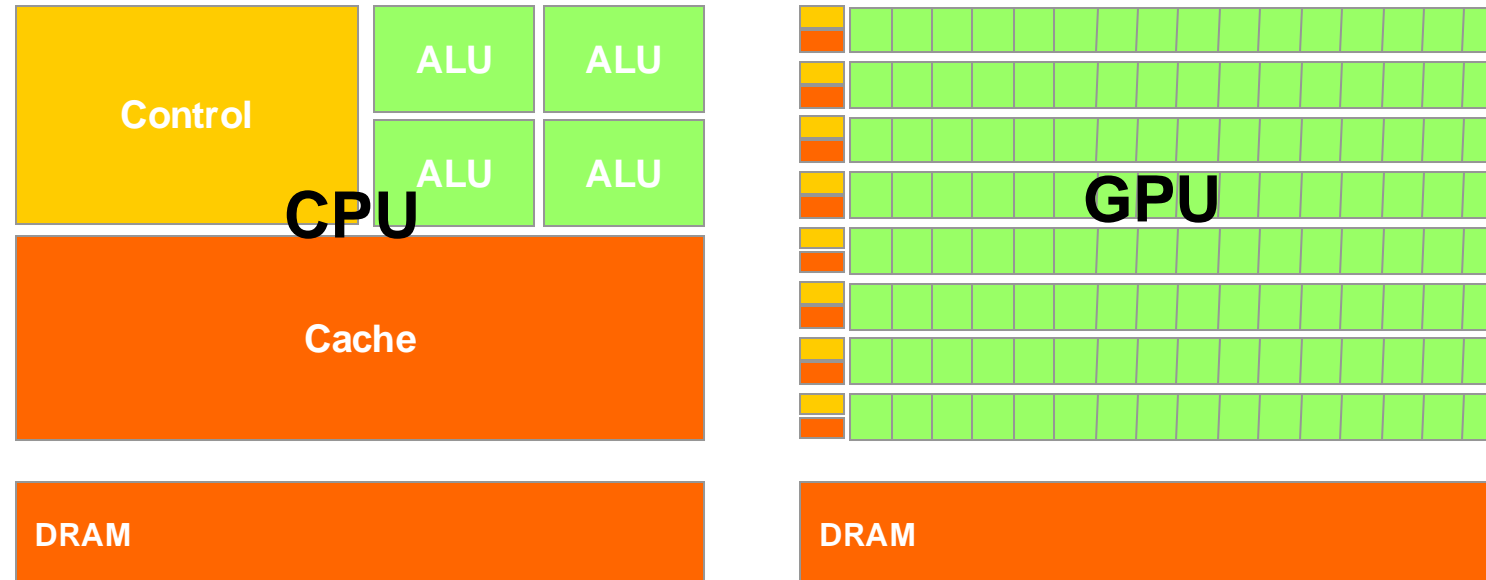 Control
ALU ALU
ALU ALU
CPU
Cache
DRAM
GPU
DRAM